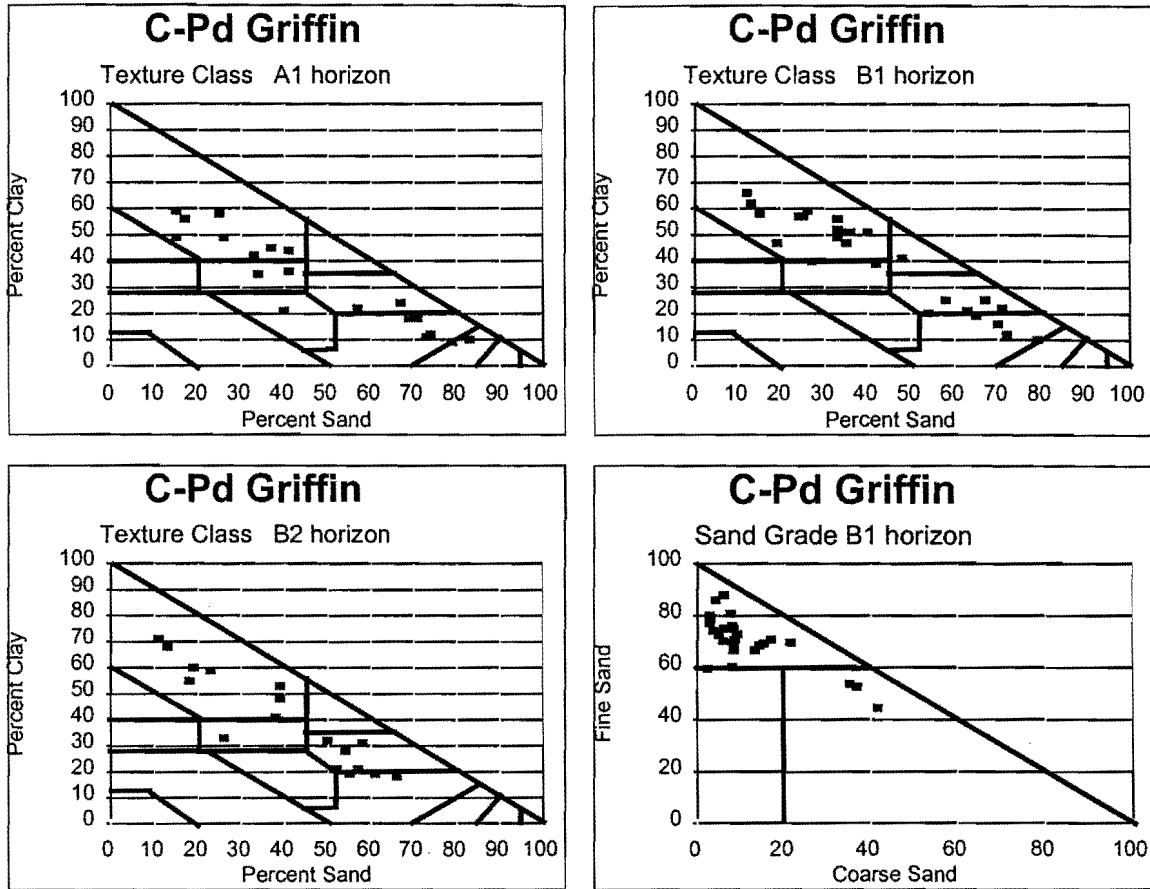 C-Pd Griffin
Texture Class A1 horizon
100
90
80
70
60
50
40
30
20
10
0
Percent Clay
0 10 20 30 40 50 60 70 80 90 100
Percent Sand
C-Pd Griffin
Texture Class B1 horizon
100
90
80
70
60
50
40
30
20
10
0
Percent Clay
0 10 20 30 40 50 60 70 80 90 100
Percent Sand
C-Pd Griffin
Texture Class B2 horizon
100
90
80
70
60
50
40
30
20
10
0
Percent Clay
0 10 20 30 40 50 60 70 80 90 100
Percent Sand
C-Pd Griffin
Sand Grade B1 horizon
100
80
60
40
20
0
Fine Sand
0 20 40 60 80 100
Coarse Sand